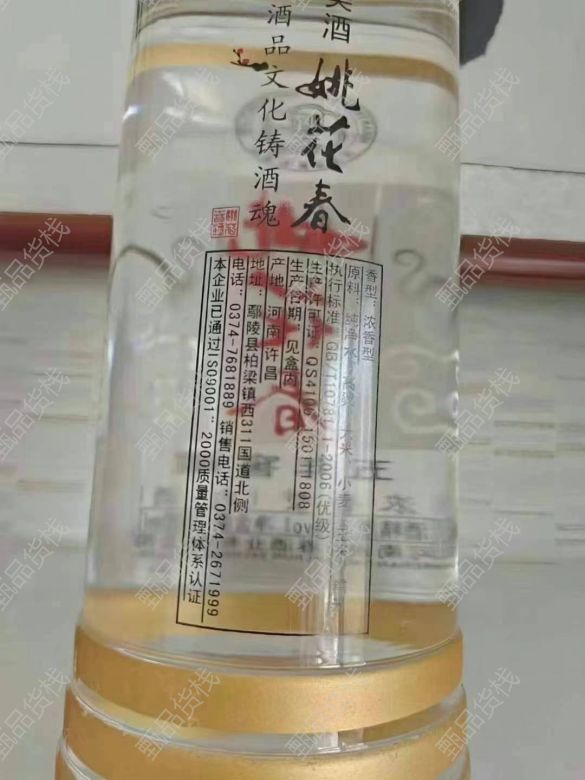 美酒
姚花春
酒品文化铸酒魂
香型：浓香型
原料：纯净水、高粱、大米、小麦、玉米、
执行标准：GB/T10781.1-2006（优级）
生产许可证：QS4106 1501 1808
生产日期：见盒内
产地：河南许昌
地址：鄢陵县柏梁镇西311国道北侧
电话：0374-7681889 销售电话：0374-2671999
本企业已通过ISO9001：2000质量管理体系认证
甄品货栈